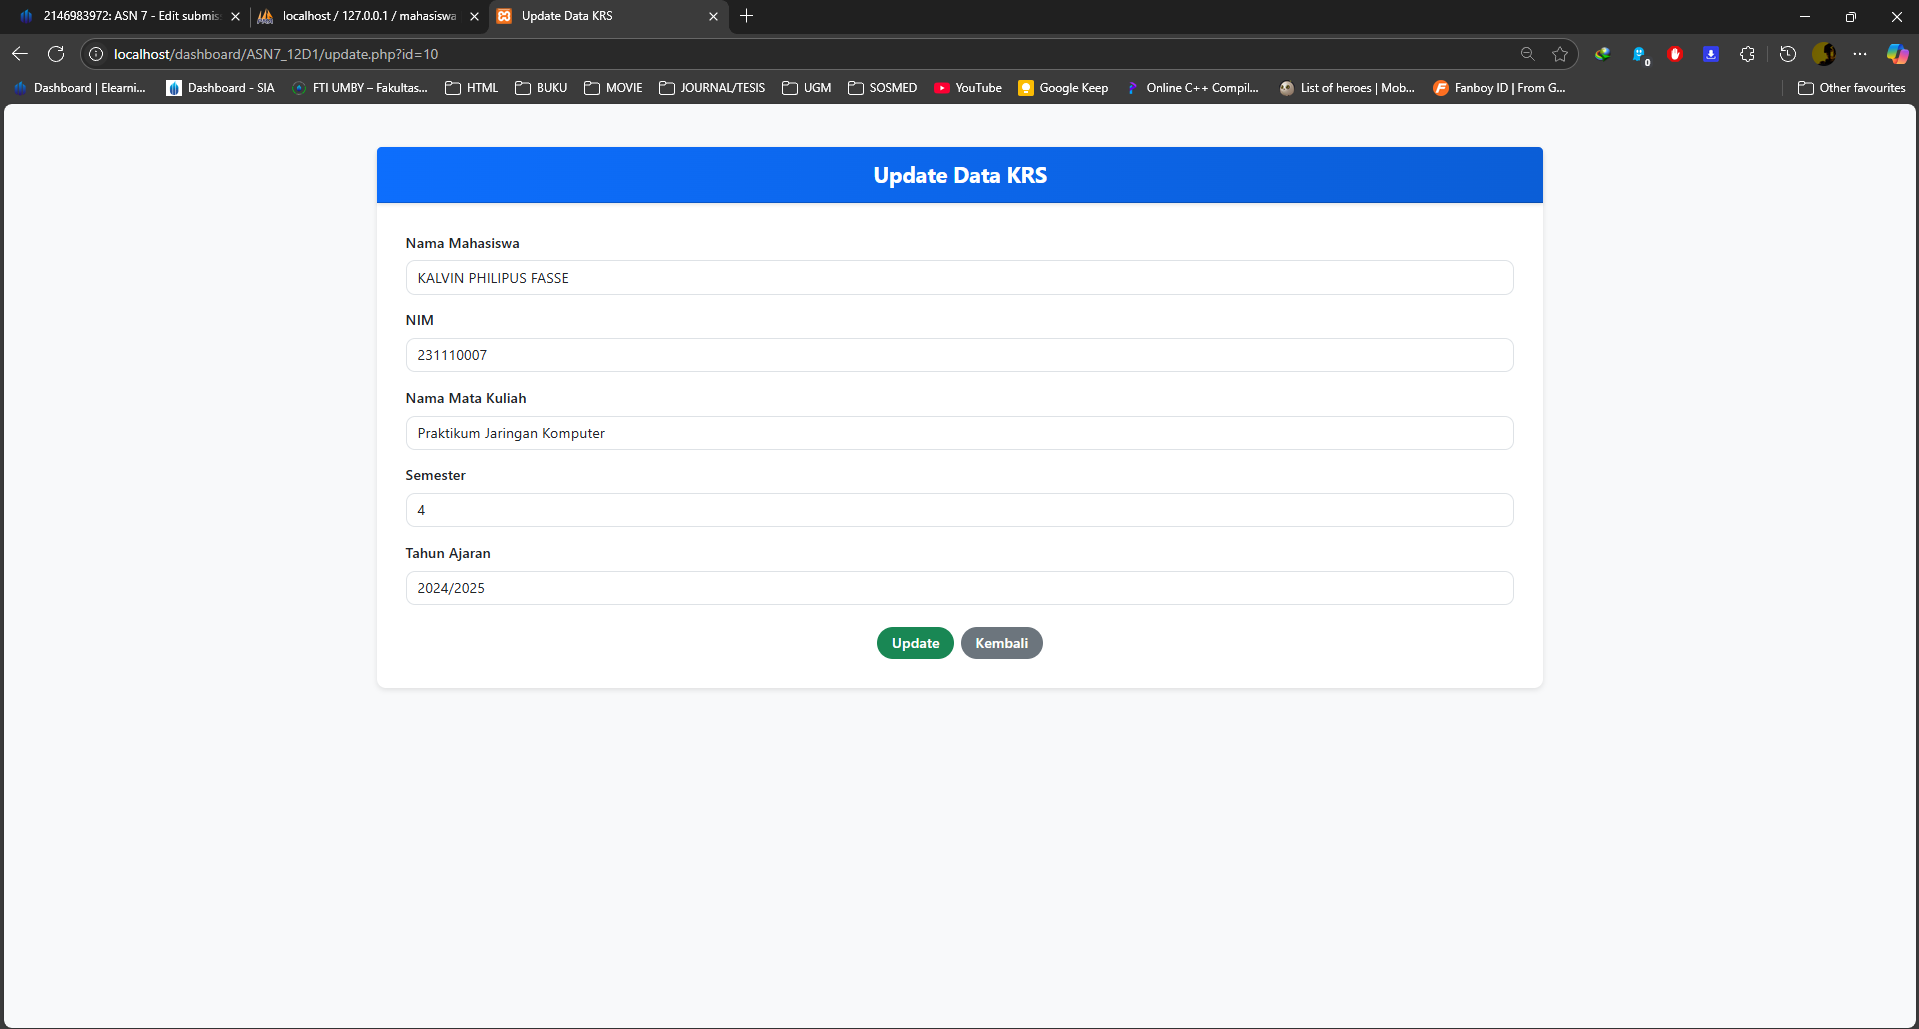 2146983972: ASN 7 - Edit submis
localhost / 127.0.0.1 / mahasiswa
Update Data KRS
localhost/dashboard/ASN7_12D1/update.php?id=10
0
Dashboard | Elearni...
Dashboard - SIA
FTI UMBY – Fakultas...
HTML
BUKU
MOVIE
JOURNAL/TESIS
UGM
SOSMED
YouTube
Google Keep
Online C++ Compil...
List of heroes | Mob...
Fanboy ID | From G...
Other favourites
Update Data KRS
Nama Mahasiswa
KALVIN PHILIPUS FASSE
NIM
231110007
Nama Mata Kuliah
Praktikum Jaringan Komputer
Semester
4
Tahun Ajaran
2024/2025
Update
Kembali